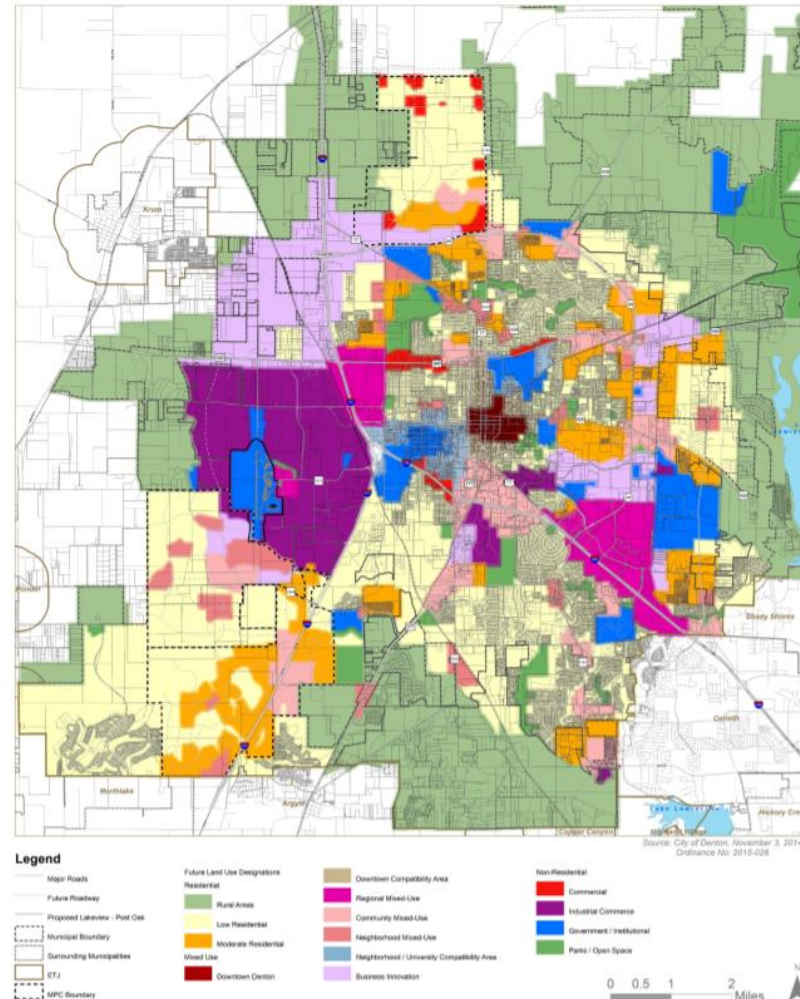 Krum
Ponder
Shady Shores
Corinth
Northlake
Argyle
Copper Canyon
Hickory Cre
Source: City of Denton, November 3, 2014
Ordinance No: 2015-026
Legend
Major Roads
Future Roadway
Proposed Lakeview - Post Oak
Municipal Boundary
Surrounding Municipalities
ETJ
MPC Boundary
Future Land Use Designations
Residential
Rural Areas
Low Residential
Moderate Residential
Mixed Use
Downtown Denton
Downtown Compatibility Area
Regional Mixed-Use
Community Mixed-Use
Neighborhood Mixed-Use
Neighborhood / University Compatibility Area
Business Innovation
Non-Residential
Commercial
Industrial Commerce
Government / Institutional
Parks / Open Space
0 0.5 1 2
Miles
N